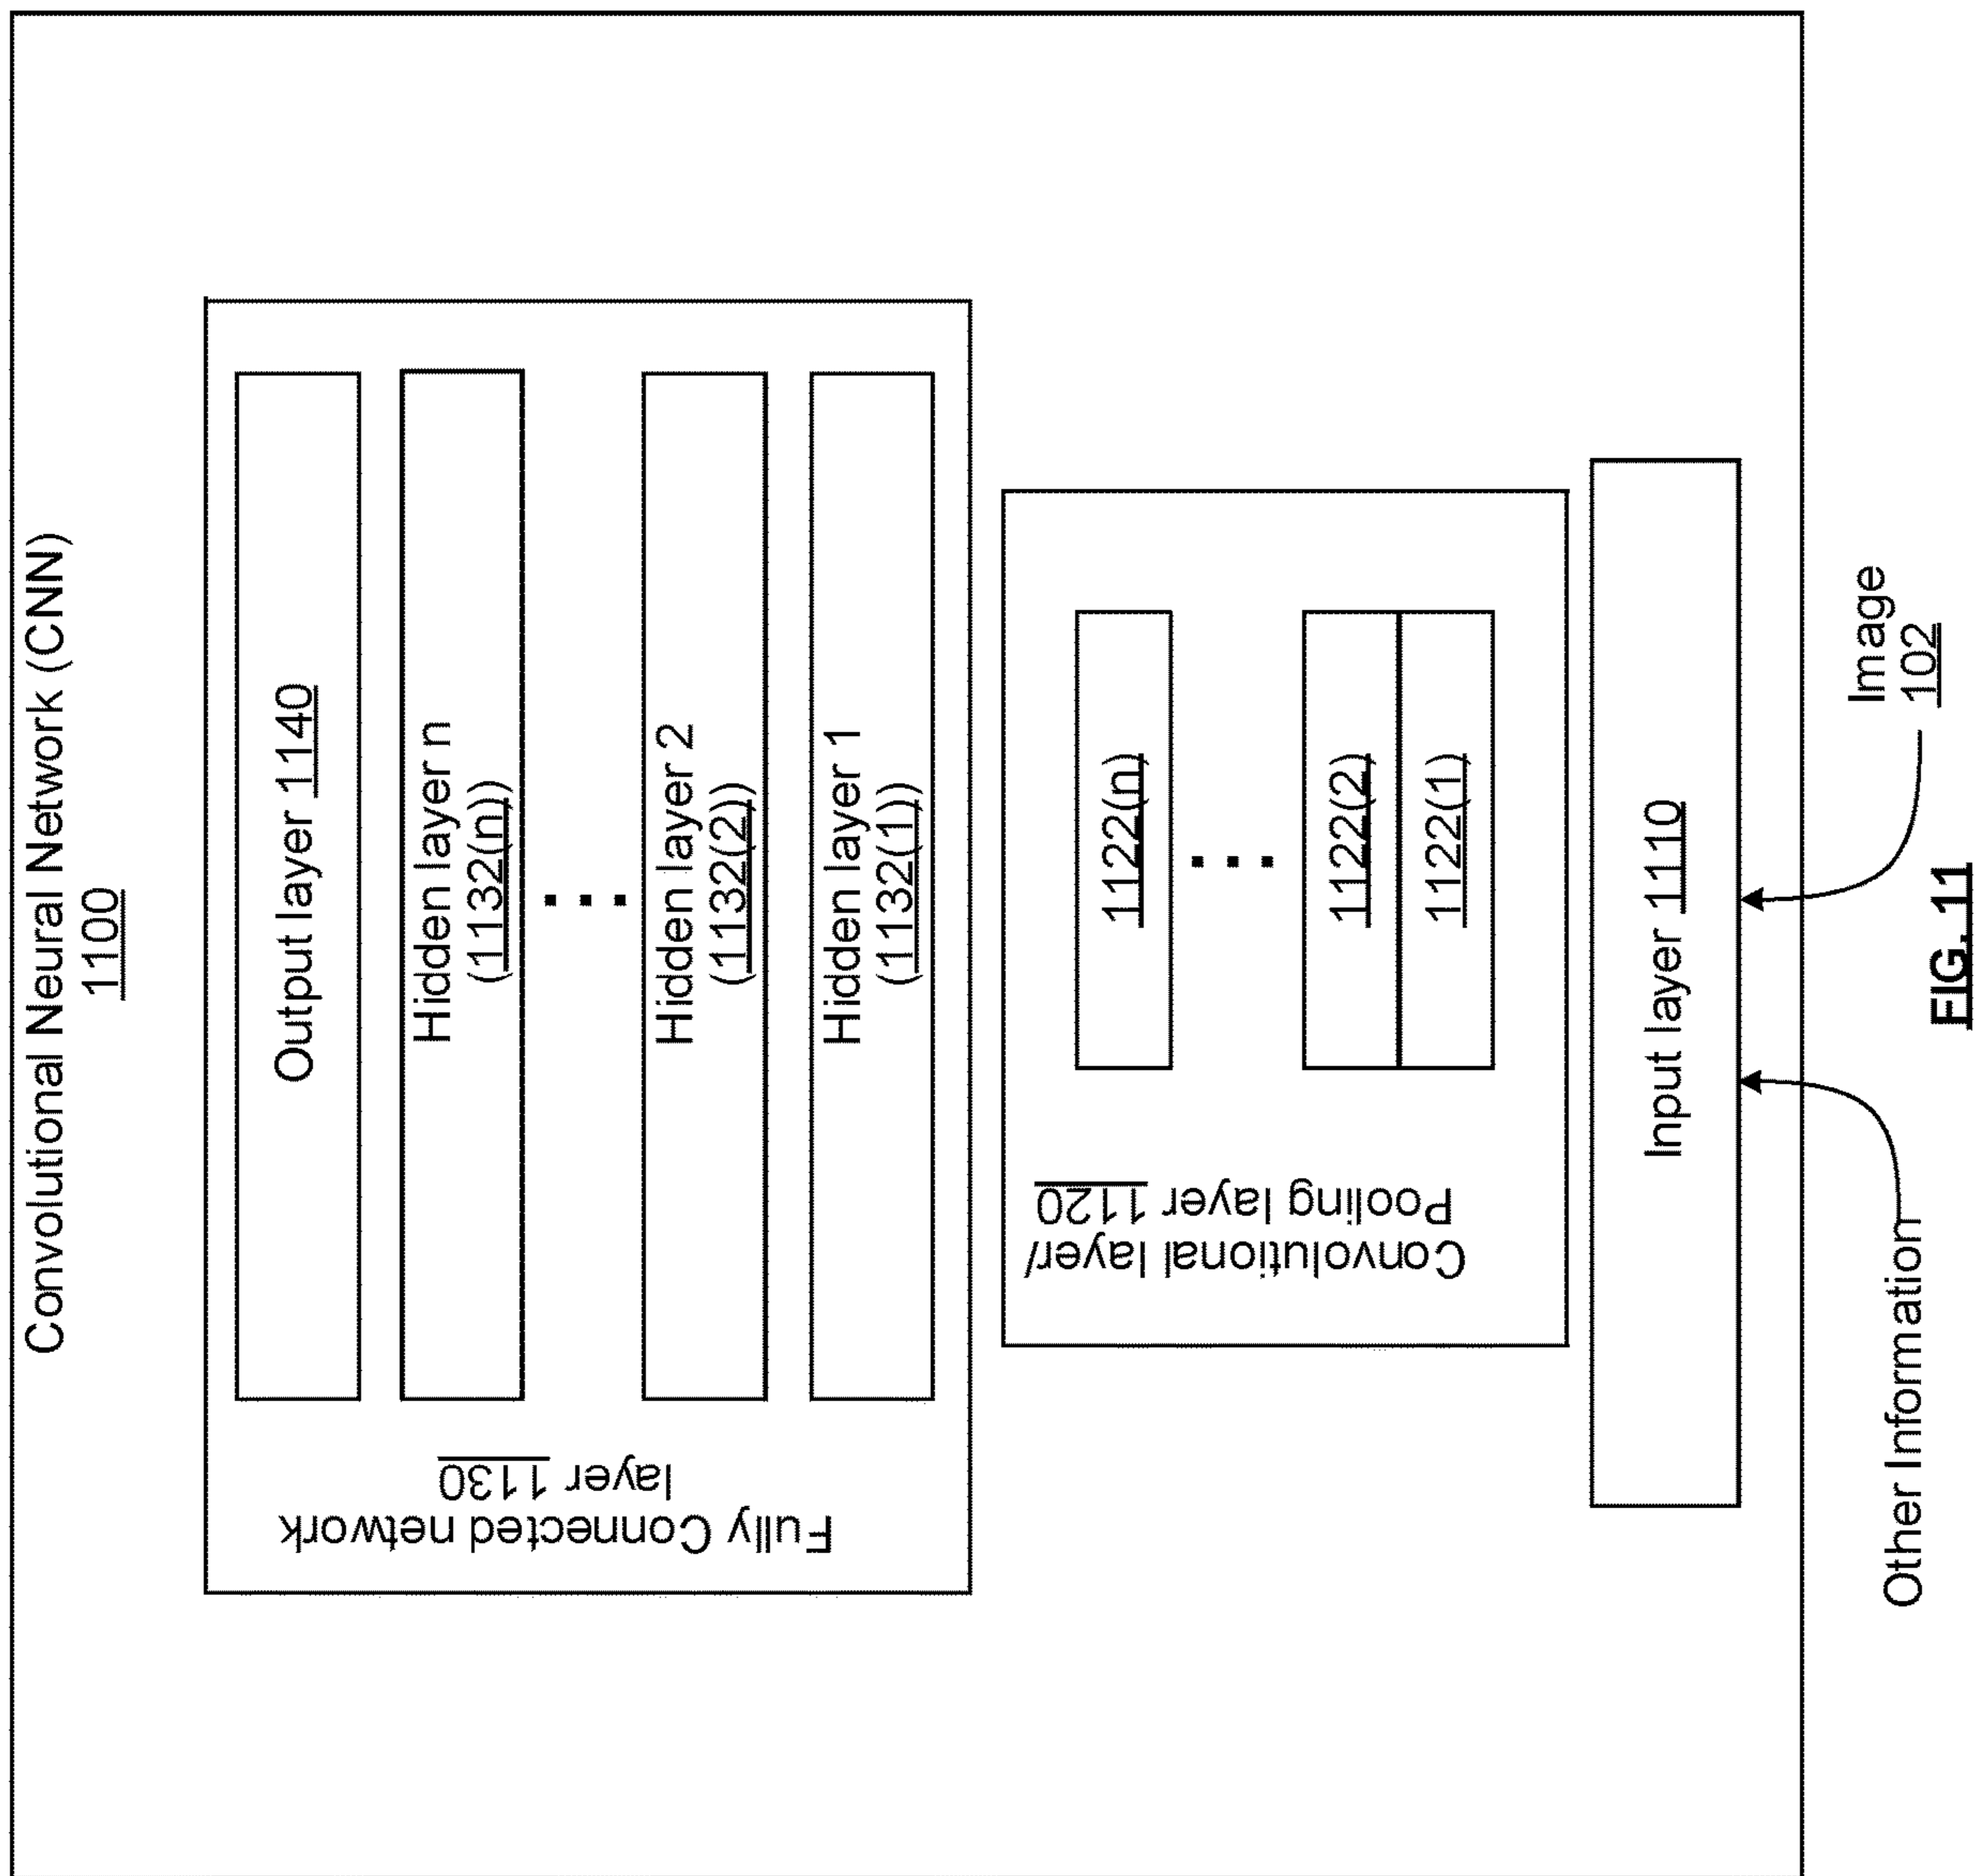 Convolutional Neural Network (CNN)
1100
Fully Connected network
layer 1130
Output layer 1140
Hidden layer n
(1132(n))
Hidden layer 2
(1132(2))
Hidden layer 1
(1132(1))
Convolutional layer/
Pooling layer 1120
1122(n)
1122(2)
1122(1)
Input layer 1110
Other Information
Image
102
FIG. 11